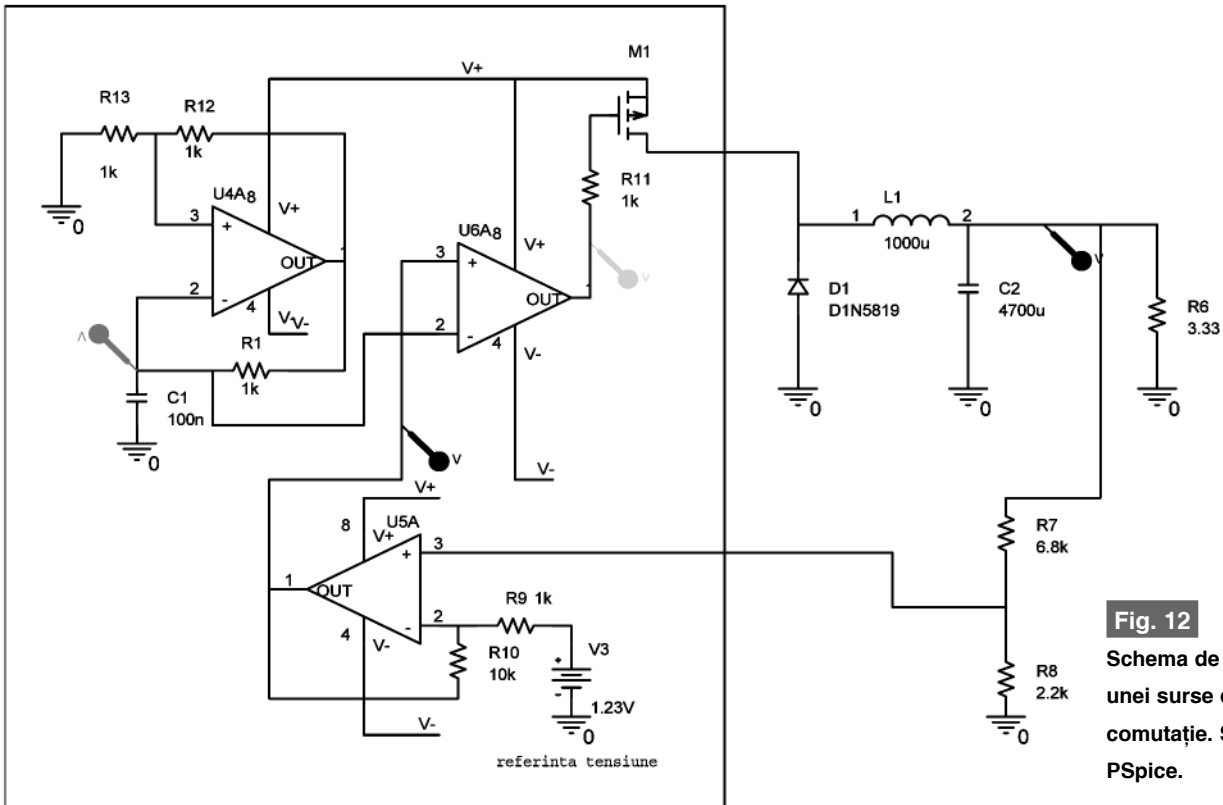 M1
V+
R13
R12
1k
1k
U4A
8
V+
3
+
OUT
1
2
-
4
V-
V-
0
R1
1k
C1
100n
0
V
U6A
8
V+
3
+
OUT
1
2
-
4
V-
V-
R11
1k
V
V
L1
1
2
1000u
D1
D1N5819
C2
4700u
V
R6
3.33
0
0
0
V+
8
U5A
V+
+
3
1
OUT
4
V-
-
2
V-
R9 1k
R10
10k
V3
+
-
1.23V
0
referinta tensiune
R7
6.8k
R8
2.2k
0
Fig. 12
Schema de
unei surse
comutație. S
PSpice.